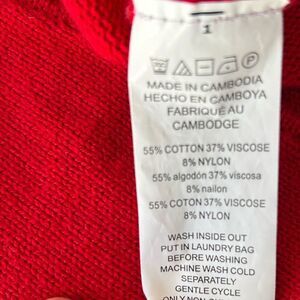 1
MADE IN CAMBODIA
HECHO EN CAMBOYA
FABRIQUÉ AU
CAMBODGE
55% COTTON 37% VISCOSE
8% NYLON
55% algodón 37% viscosa
8% nailon
55% COTON 37% VISCOSE
8% NYLON
WASH INSIDE OUT
PUT IN LAUNDRY BAG
BEFORE WASHING
MACHINE WASH COLD
SEPARATELY
GENTLE CYCLE
ONLY NON-